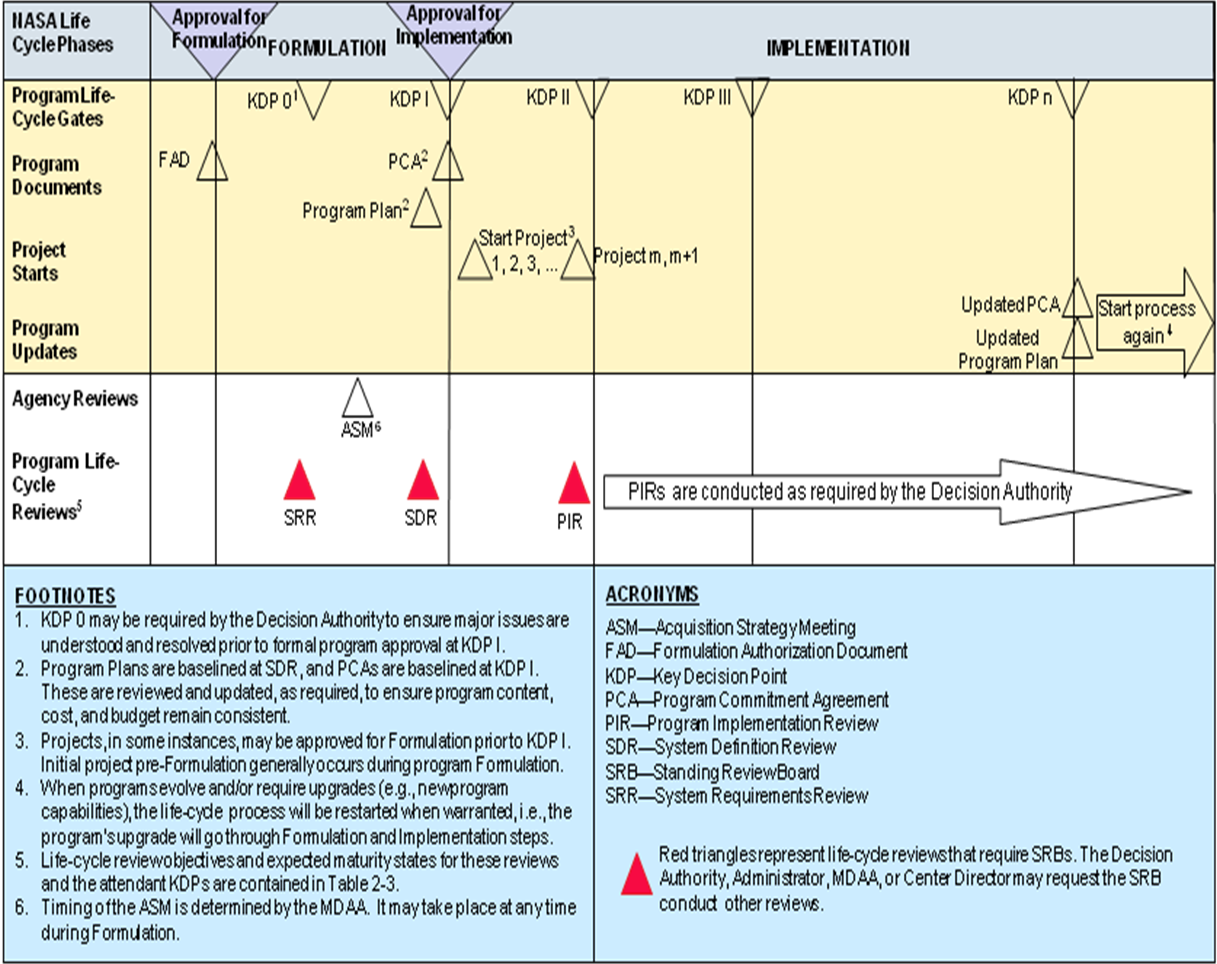 NASA Life
Cycle Phases
Approval for
Formulation
FORMULATION
Approval for
Implementation
IMPLEMENTATION
Program Life-
Cycle Gates
KDP 0¹
KDP I
KDP II
KDP III
KDP n
Program
Documents
FAD
PCA²
Program Plan²
Project
Starts
Start Project³
1, 2, 3, ...
Project m, m+1
Program
Updates
Updated PCA
Updated
Program Plan
Start process
again⁴
Agency Reviews
ASM⁶
Program Life-
Cycle
Reviews⁵
SRR
SDR
PIR
PIRs are conducted as required by the Decision Authority
FOOTNOTES
1. KDP 0 may be required by the Decision Authority to ensure major issues are
understood and resolved prior to formal program approval at KDP I.
2. Program Plans are baselined at SDR, and PCAs are baselined at KDP I.
These are reviewed and updated, as required, to ensure program content,
cost, and budget remain consistent.
3. Projects, in some instances, may be approved for Formulation prior to KDP I.
Initial project pre-Formulation generally occurs during program Formulation.
4. When programs evolve and/or require upgrades (e.g., new program
capabilities), the life-cycle process will be restarted when warranted, i.e., the
program's upgrade will go through Formulation and Implementation steps.
5. Life-cycle review objectives and expected maturity states for these reviews
and the attendant KDPs are contained in Table 2-3.
6. Timing of the ASM is determined by the MDAA. It may take place at any time
during Formulation.
ACRONYMS
ASM—Acquisition Strategy Meeting
FAD—Formulation Authorization Document
KDP—Key Decision Point
PCA—Program Commitment Agreement
PIR—Program Implementation Review
SDR—System Definition Review
SRB—Standing Review Board
SRR—System Requirements Review
Red triangles represent life-cycle reviews that require SRBs. The Decision
Authority, Administrator, MDAA, or Center Director may request the SRB
conduct other reviews.